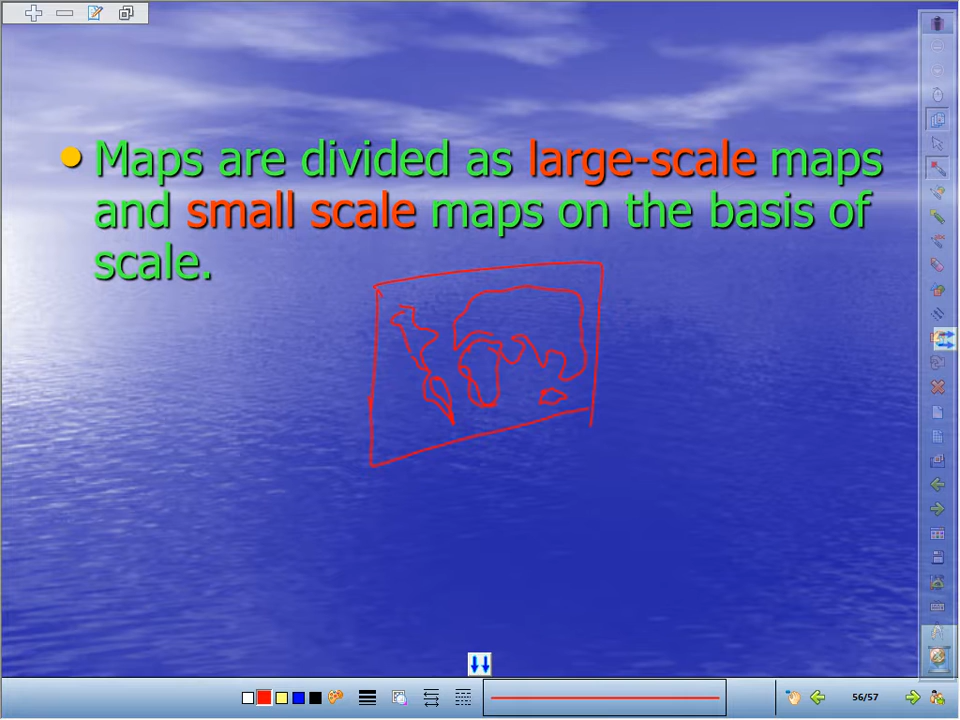 Maps are divided as large-scale maps
and small scale maps on the basis of
scale.
56/57